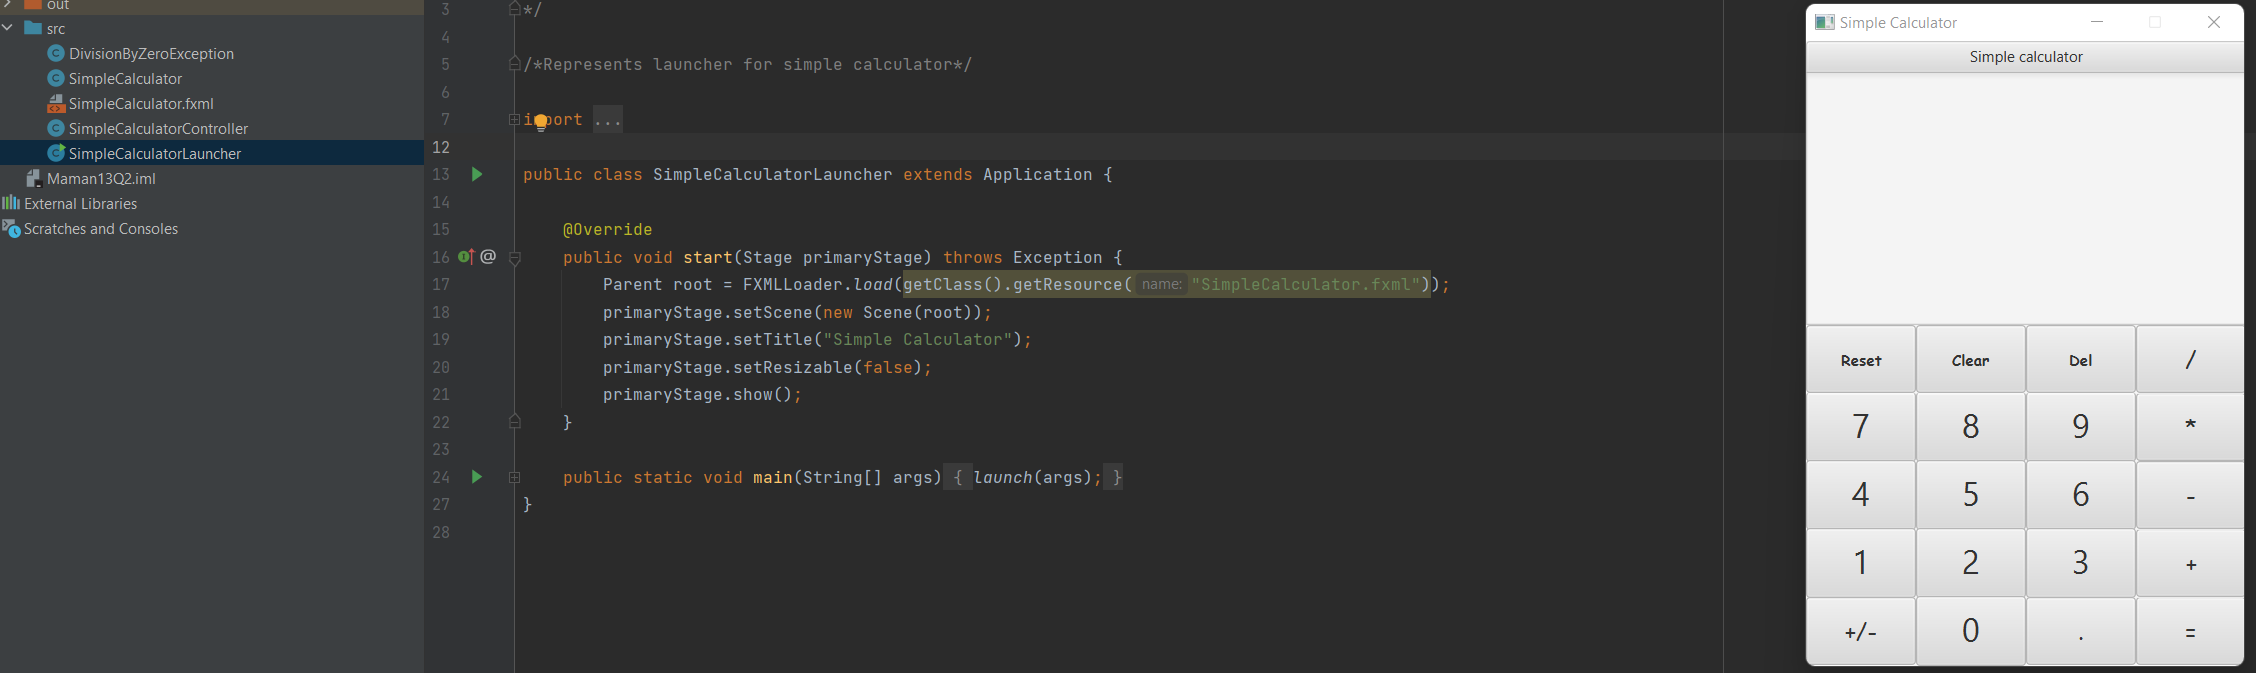 out
src
DivisionByZeroException
SimpleCalculator
SimpleCalculator.fxml
SimpleCalculatorController
SimpleCalculatorLauncher
Maman13Q2.iml
External Libraries
Scratches and Consoles
3 */
4
5 /*Represents launcher for simple calculator*/
6
7 import ...
12
13 public class SimpleCalculatorLauncher extends Application {
14
15 @Override
16 @ public void start(Stage primaryStage) throws Exception {
17 Parent root = FXMLLoader.load(getClass().getResource( name: "SimpleCalculator.fxml"));
18 primaryStage.setScene(new Scene(root));
19 primaryStage.setTitle("Simple Calculator");
20 primaryStage.setResizable(false);
21 primaryStage.show();
22 }
23
24 public static void main(String[] args) { launch(args); }
27 }
28
Simple Calculator
Simple calculator
Reset Clear Del /
7 8 9 *
4 5 6 -
1 2 3 +
+/- 0 . =